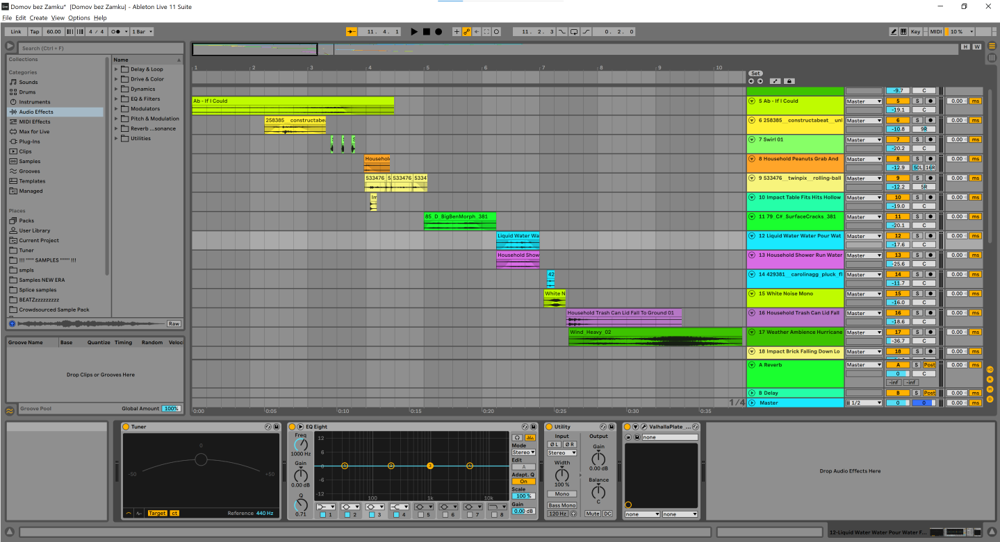 Domov bez Zamku*  [Domov bez Zamku] - Ableton Live 11 Suite
File Edit Create View Options Help
Link Tap 60.00 4 / 4 1 Bar 11. 4. 1 11. 2. 3 0. 2. 0 Key MIDI 10 %
Search (Ctrl + F)
H W
Collections
Categories
Sounds
Drums
Instruments
Audio Effects
MIDI Effects
Max for Live
Plug-Ins
Clips
Samples
Grooves
Templates
Managed
Places
Packs
User Library
Current Project
Tuner
!!! """" SAMPLES """"" !!!
smpls
Samples NEW ERA
Splice samples
BEATZzzzzzzzz
Crowdsourced Sample Pack
Name
Delay & Loop
Drive & Color
Dynamics
EQ & Filters
Modulators
Pitch & Modulation
Reverb ...sonance
Utilities
Raw
Groove Name Base Quantize Timing Random Veloc
Drop Clips or Grooves Here
Groove Pool Global Amount 100%
1 2 3 4 5 6 7 8 9 10
Set
Ab - If I Could
258385__constructabea
Househol
533476 5 533476 5334
Im
85_D_BigBenMorph_381
Liquid Water Wa
Household Show
42
White N
Household Trash Can Lid Fall To Ground 01
Wind_Heavy_02
1/4
0:00 0:05 0:10 0:15 0:20 0:25 0:30 0:35
-9.7 C
5 Ab - If I Could Master 5 S 0.00 ms
-19.1 C
6 258385__constructabeat__unl Master 6 S 0.00 ms
-10.8 9R
7 Swirl 01 Master 7 S 0.00 ms
-20.2 C
8 Household Peanuts Grab And Master 8 S 0.00 ms
-12.9 50L 16R
9 533476__twinpix__rolling-ball Master 9 S 0.00 ms
-12.2 5R
10 Impact Table Fits Hits Hollow Master 10 S 0.00 ms
-19.0 C
11 79_C#_SurfaceCracks_381 Master 11 S 0.00 ms
-20.1 C
12 Liquid Water Water Pour Wat Master 12 S 0.00 ms
-17.6 C
13 Household Shower Run Water Master 13 S 0.00 ms
-25.6 C
14 429381__carolinagg_pluck_fl Master 14 S 0.00 ms
-11.7 C
15 White Noise Mono Master 15 S 0.00 ms
-16.0 C
16 Household Trash Can Lid Fall Master 16 S 0.00 ms
-18.6 C
17 Weather Ambience Hurricane Master 17 S 0.00 ms
-36.7 C
18 Impact Brick Falling Down Lo Master 18 S 0.00 ms
A Reverb Master A S Post 0.00 ms
0 C
-inf -inf
B Delay B S Post 0.00 ms
Master 1/2 0 0 0.00 ms
Tuner
0
-50 +50
Target ct Reference 440 Hz
EQ Eight
Freq
1000 Hz
Gain
0.00 dB
Q
0.71
12
6
0
-6
-12
100 1k 10k
1 2 3 4
1 2 3 4 5 6 7 8
Mode
Stereo
Edit
A
Adapt. Q
On
Scale
100 %
Gain
0.00 dB
Utility
Input Output
Ø L Ø R
Stereo
Width
100 %
Mono
Bass Mono
120 Hz
Gain
0.00 dB
Balance
C
Mute DC
ValhallaPlate_...
none
none none
Drop Audio Effects Here
12-Liquid Water Water Pour Water F...